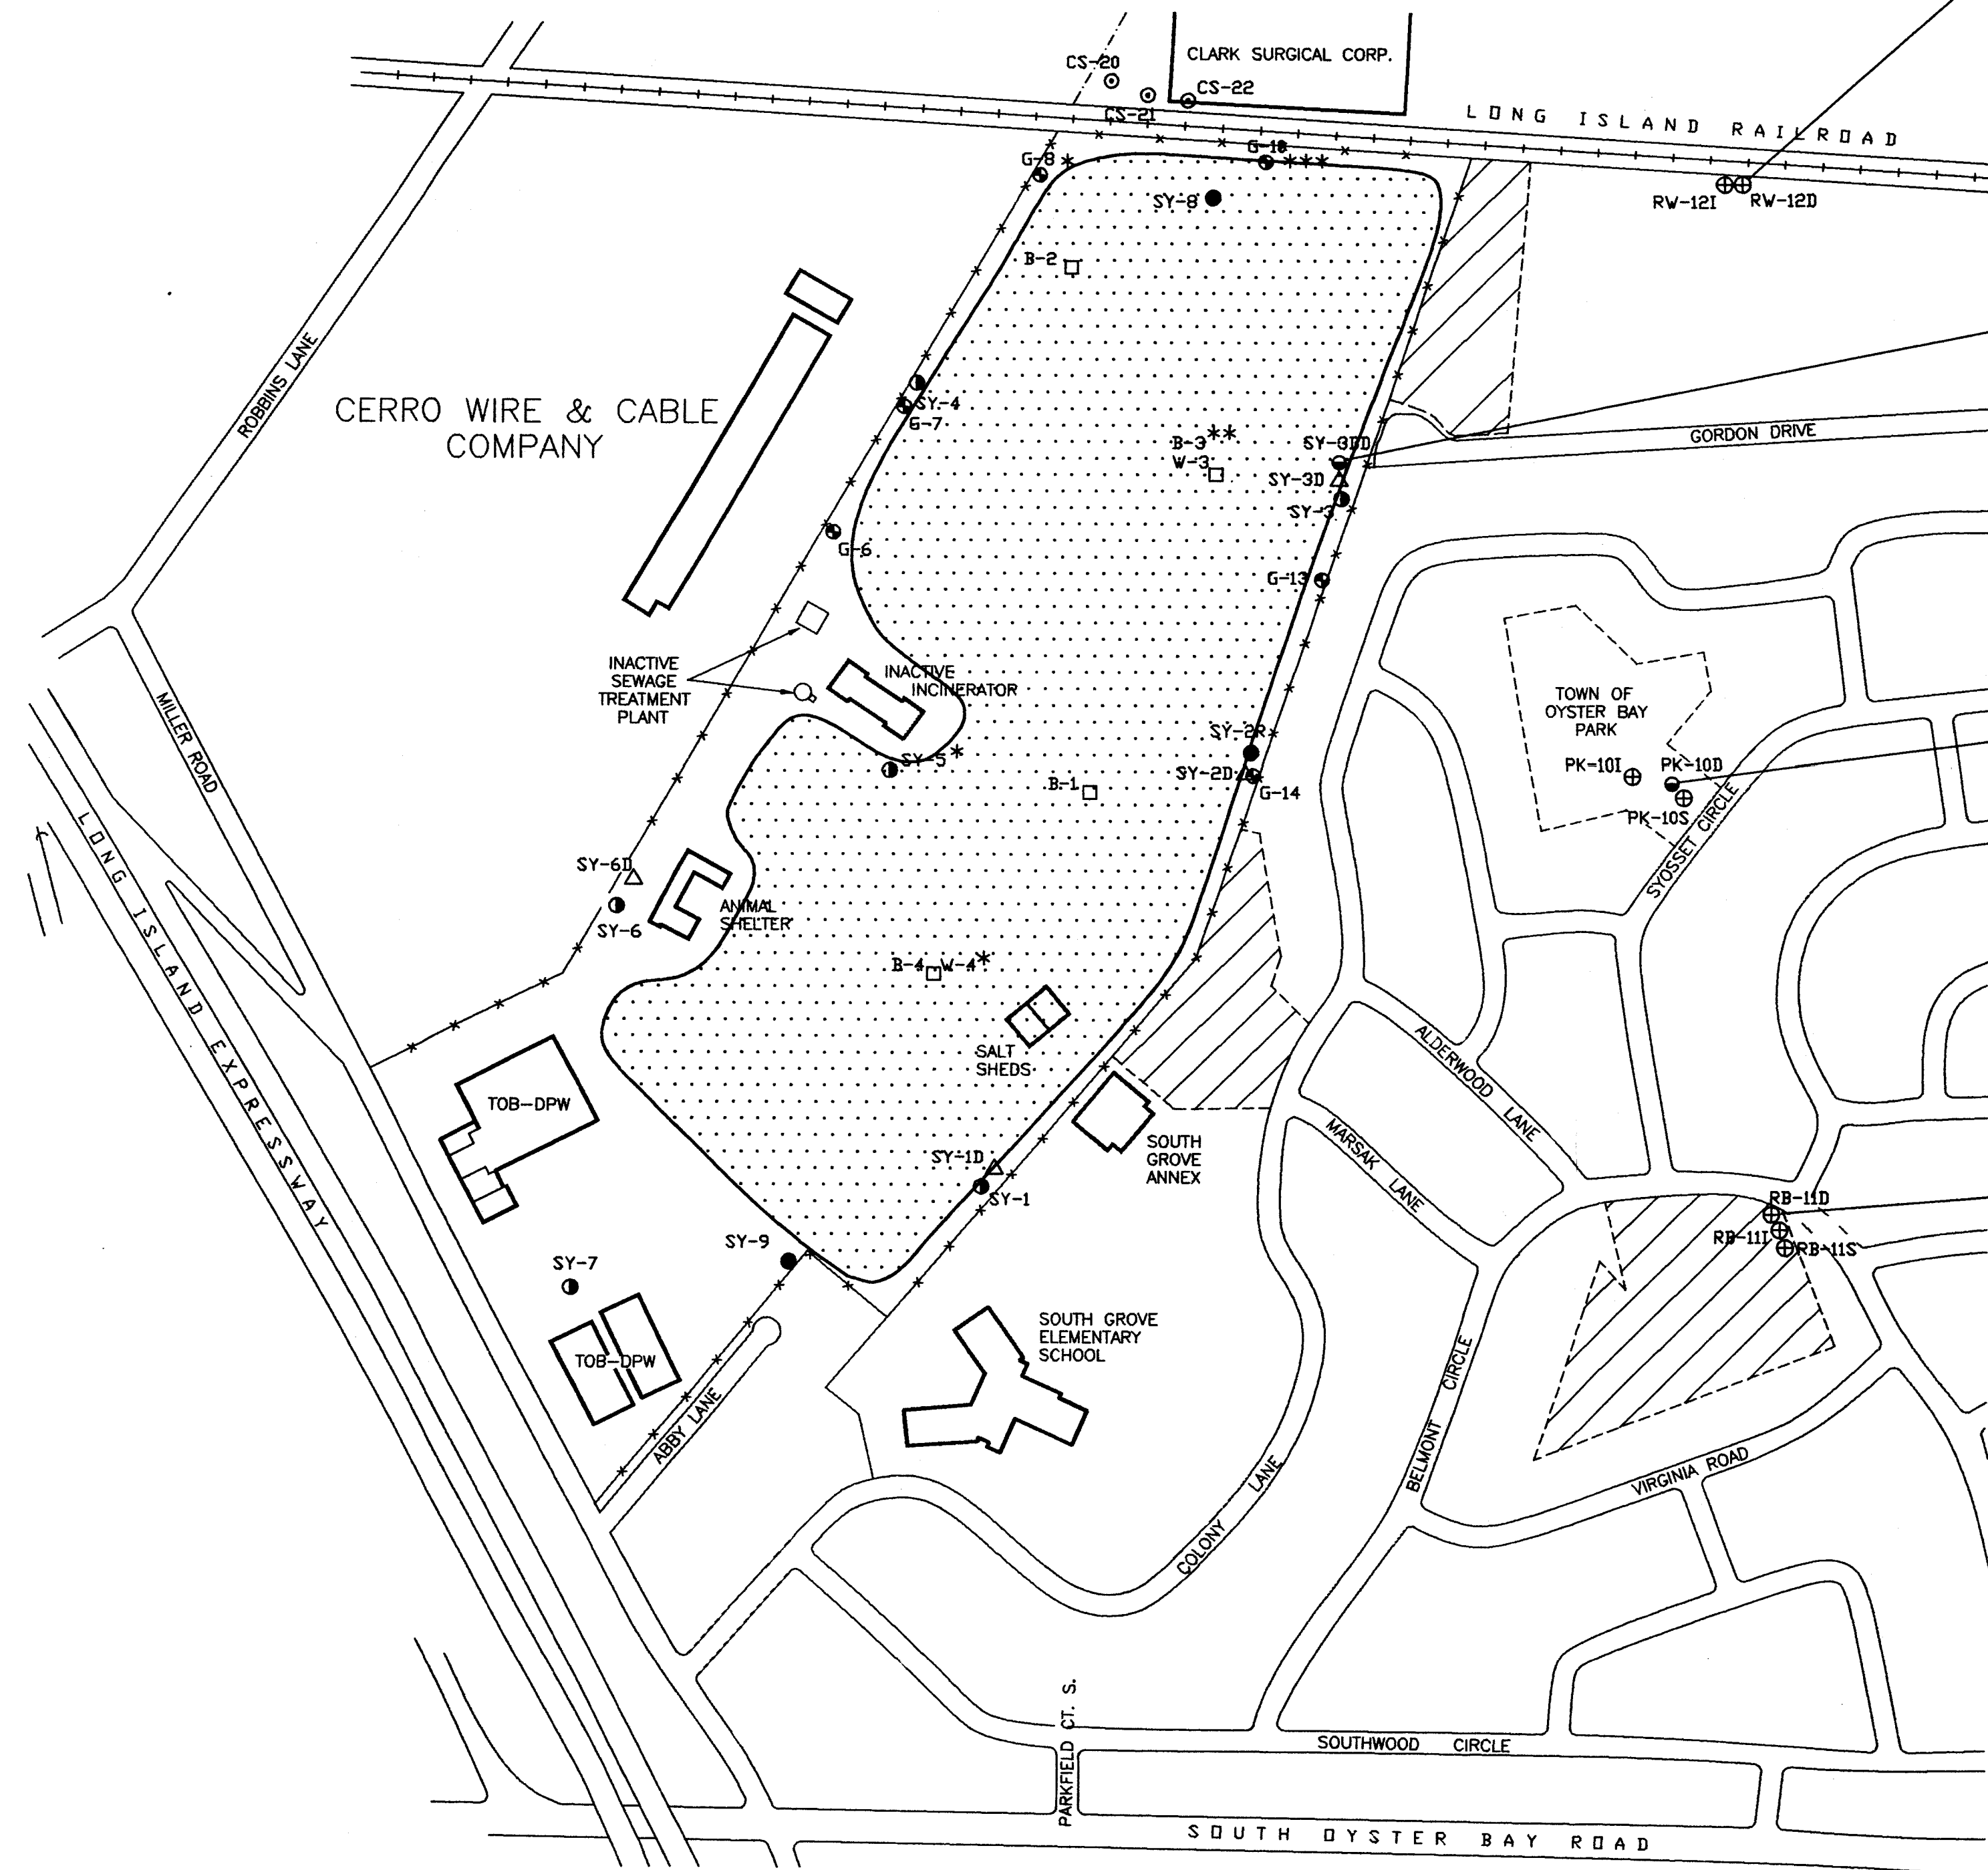 CLARK SURGICAL CORP.
CS-20
CS-22
CS-21
LONG ISLAND RAILROAD
G-8 *
G-10
***
SY-8
RW-12I
RW-12D
B-2
ROBBINS LANE
CERRO WIRE & CABLE
COMPANY
SY-4
G-7
B-3 **
W-3
SY-3DD
SY-3D
SY-3
GORDON DRIVE
G-6
G-13
INACTIVE
SEWAGE
TREATMENT
PLANT
INACTIVE
INCINERATOR
MILLER ROAD
TOWN OF
OYSTER BAY
PARK
SY-2R
SY-5 *
SY-2D
G-14
B-1
PK-10I
PK-10D
PK-10S
SYOSSET CIRCLE
LONG ISLAND EXPRESSWAY
SY-6D
SY-6
ANIMAL
SHELTER
B-4 W-4 *
SALT
SHEDS
ALDERWOOD LANE
TOB-DPW
MARSAK LANE
SOUTH
GROVE
ANNEX
SY-1D
SY-1
RB-11D
RB-11I
RB-11S
SY-9
SY-7
SOUTH GROVE
ELEMENTARY
SCHOOL
TOB-DPW
ABBY LANE
BELMONT CIRCLE
COLONY LANE
VIRGINIA ROAD
PARKFIELD CT. S.
SOUTHWOOD CIRCLE
SOUTH OYSTER BAY ROAD